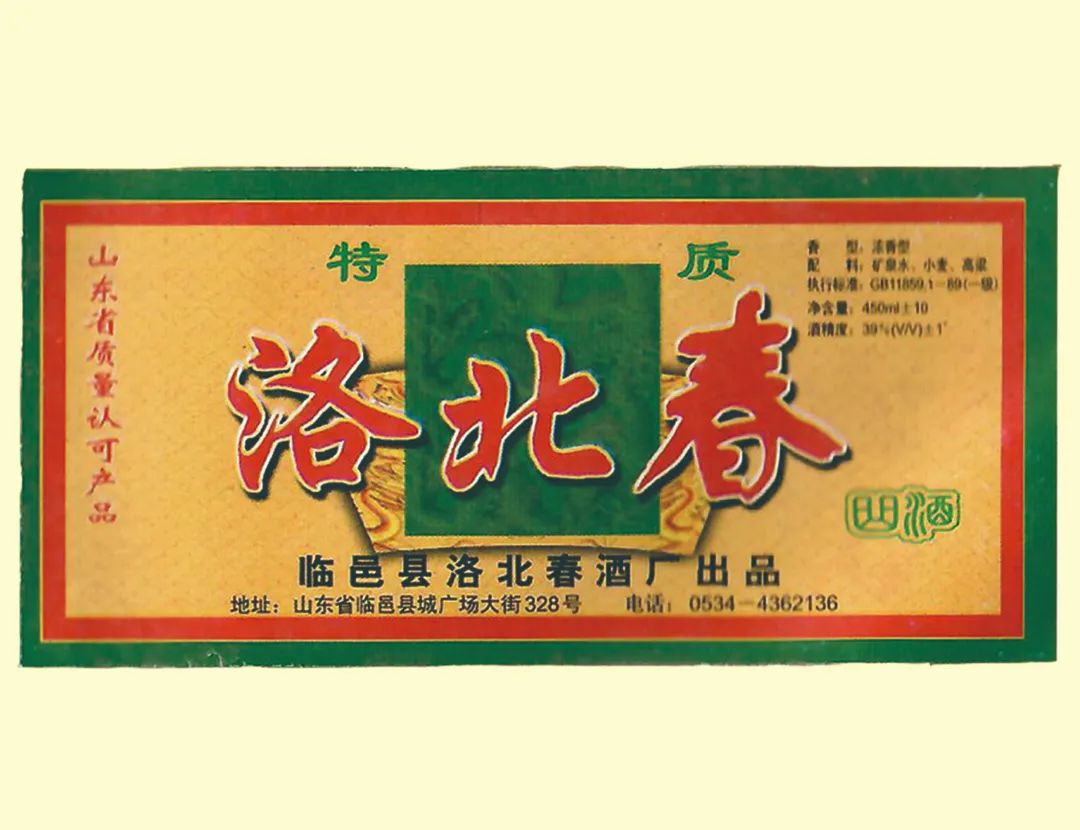 山东省质量认可产品
特 质
洛北春
香 型：浓香型
配 料：矿泉水、小麦、高粱
执行标准：GB11859.1－89(一级)
净含量：450ml±10
酒精度：39%(V/V)±1°
酒
临邑县洛北春酒厂出品
地址：山东省临邑县城广场大街328号 电话：0534－4362136